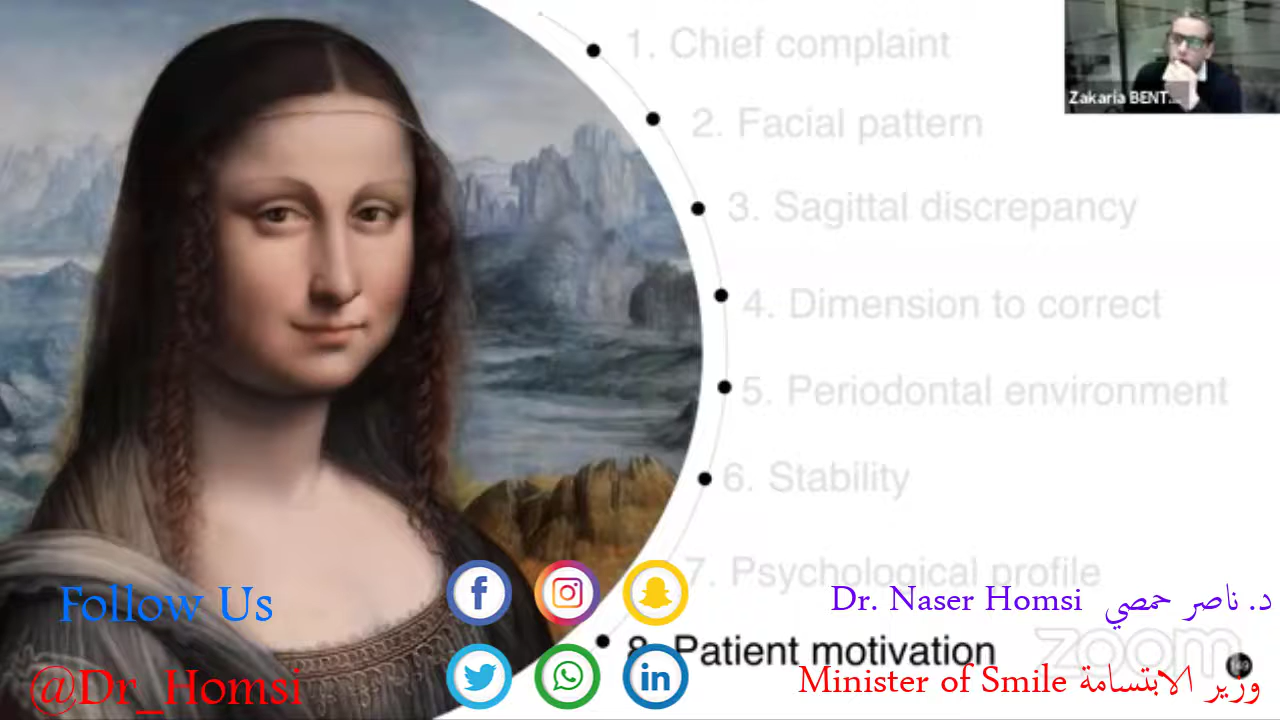 1. Chief complaint
Zakaria BENT...
2. Facial pattern
3. Sagittal discrepancy
4. Dimension to correct
5. Periodontal environment
6. Stability
7. Psychological profile
Follow Us
Dr. Naser Homsi د. ناصر حمصي
8. Patient motivation
zoom
149
@Dr_Homsi
Minister of Smile وزير الابتسامة